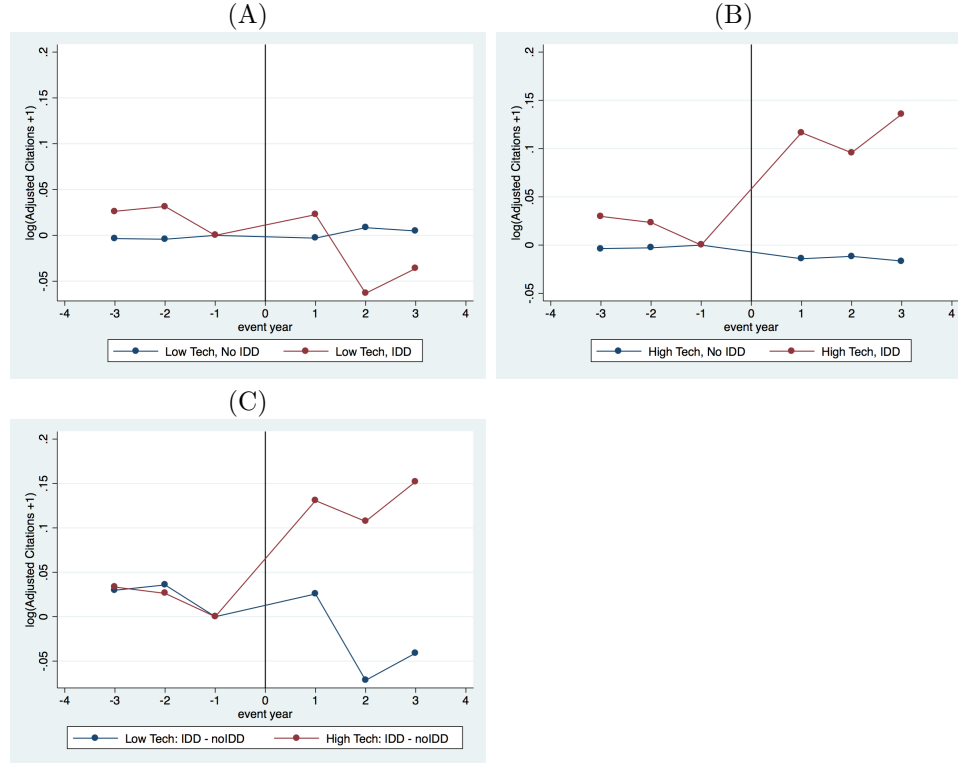 (A)
log(Adjusted Citations +1)
.2
.15
.1
.05
0
-.05
-4 -3 -2 -1 0 1 2 3 4
event year
Low Tech, No IDD Low Tech, IDD
(B)
log(Adjusted Citations +1)
.2
.15
.1
.05
0
-.05
-4 -3 -2 -1 0 1 2 3 4
event year
High Tech, No IDD High Tech, IDD
(C)
log(Adjusted Citations +1)
.2
.15
.1
.05
0
-.05
-4 -3 -2 -1 0 1 2 3 4
event year
Low Tech: IDD - noIDD High Tech: IDD - noIDD